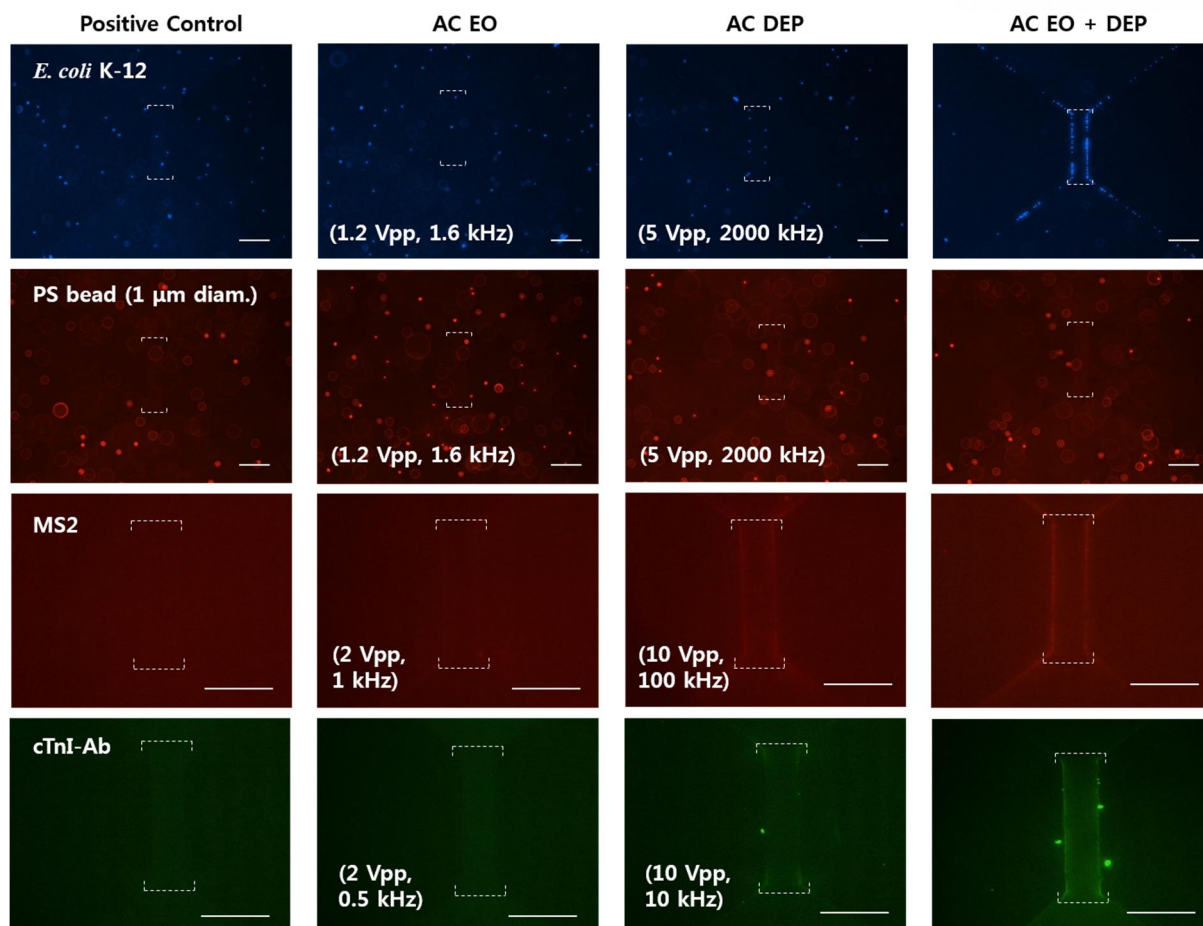 Positive Control
AC EO
AC DEP
AC EO + DEP
E. coli K-12
(1.2 Vpp, 1.6 kHz)
(5 Vpp, 2000 kHz)
PS bead (1 μm diam.)
(1.2 Vpp, 1.6 kHz)
(5 Vpp, 2000 kHz)
MS2
(2 Vpp,
1 kHz)
(10 Vpp,
100 kHz)
cTnI-Ab
(2 Vpp,
0.5 kHz)
(10 Vpp,
10 kHz)